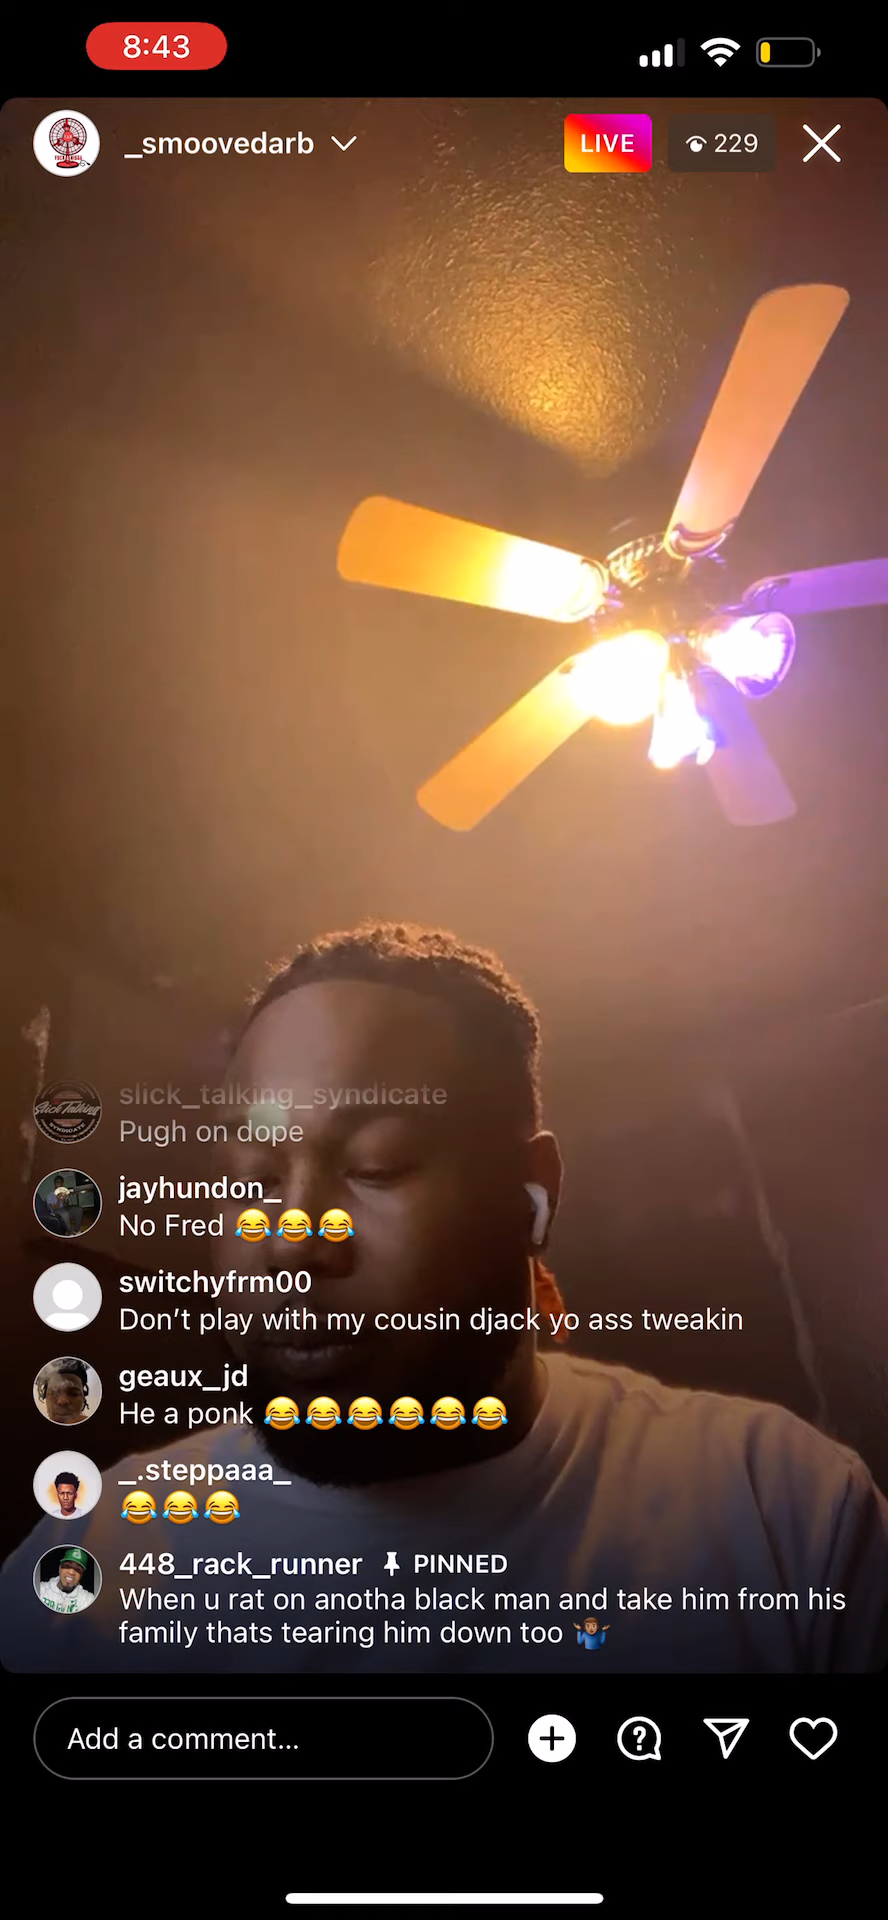 8:43
_smoovedarb
LIVE
229
slick_talking_syndicate
Pugh on dope
jayhundon_
No Fred 😂😂😂
switchyfrm00
Don’t play with my cousin djack yo ass tweakin
geaux_jd
He a ponk 😂😂😂😂😂😂
_.steppaaa_
😂😂😂
448_rack_runner PINNED
When u rat on anotha black man and take him from his
family thats tearing him down too 🤷🏾‍♂️
Add a comment...